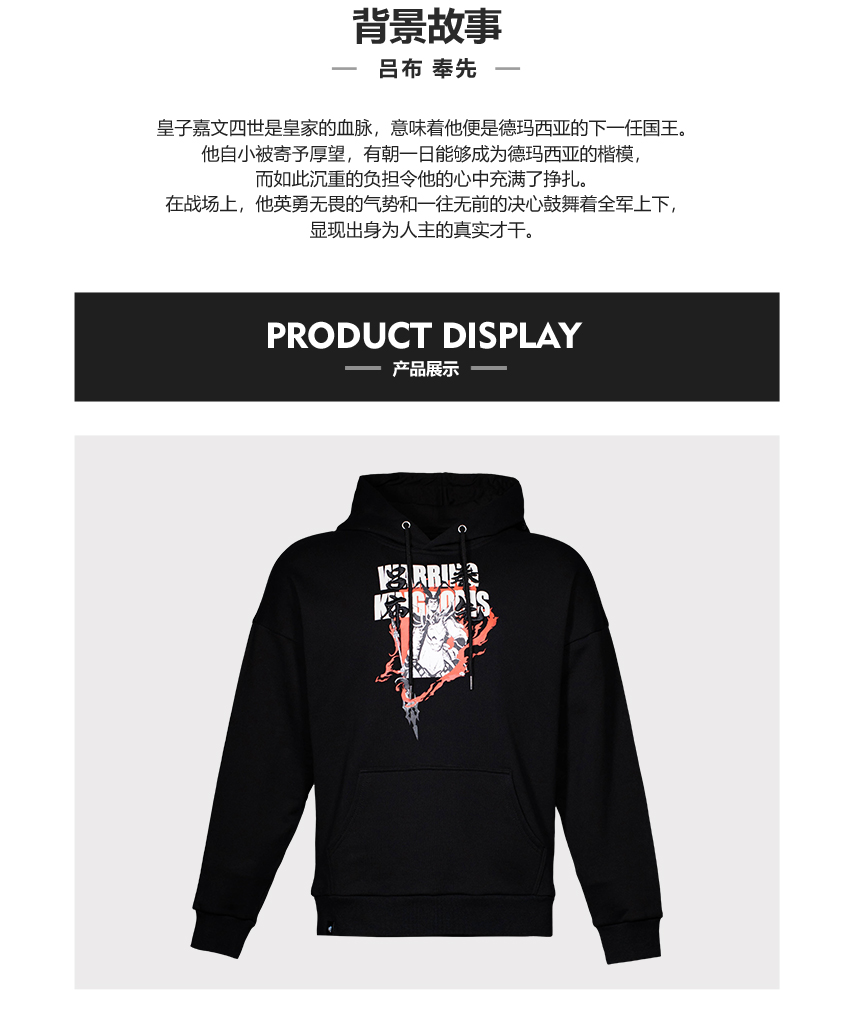 背景故事
吕布 奉先
皇子嘉文四世是皇家的血脉，意味着他便是德玛西亚的下一任国王。
他自小被寄予厚望，有朝一日能够成为德玛西亚的楷模，
而如此沉重的负担令他的心中充满了挣扎。
在战场上，他英勇无畏的气势和一往无前的决心鼓舞着全军上下，
显现出身为人主的真实才干。
PRODUCT DISPLAY
产品展示
WARRING
KINGDOMS
吕布
奉先